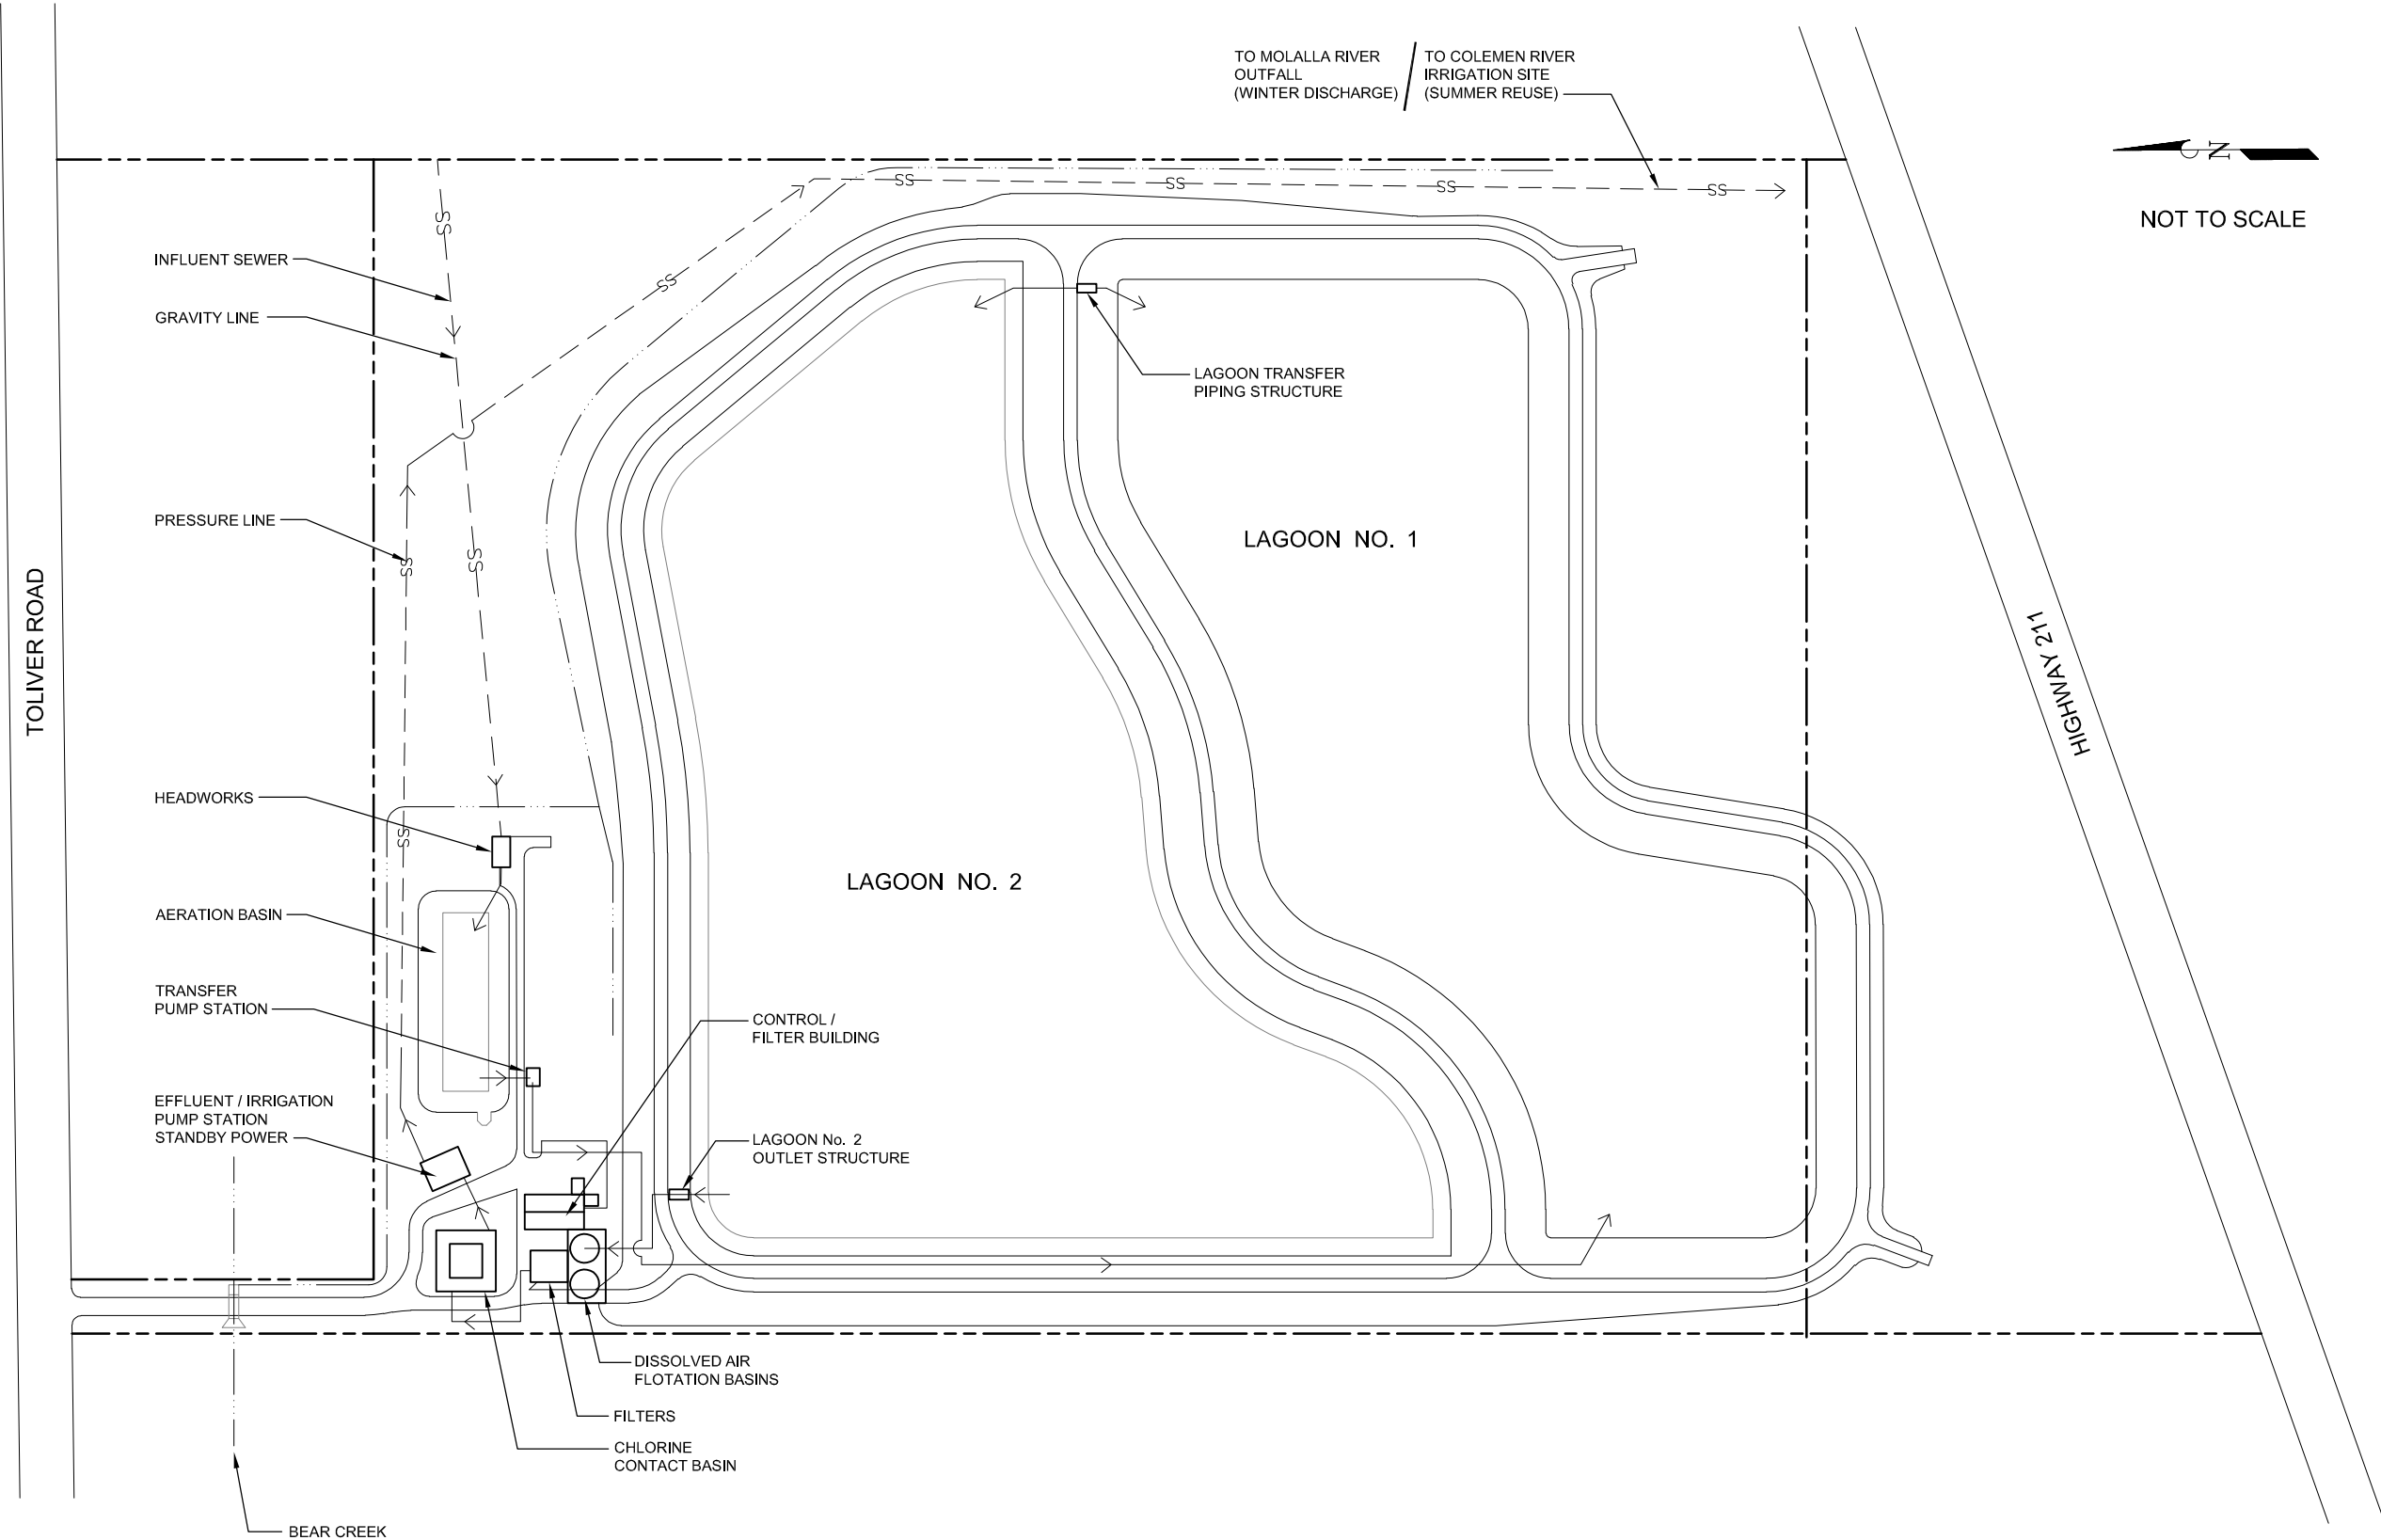 TO MOLALLA RIVER
OUTFALL
(WINTER DISCHARGE)
TO COLEMEN RIVER
IRRIGATION SITE
(SUMMER REUSE)
N
NOT TO SCALE
SS
SS
SS
SS
SS
SS
SS
SS
SS
INFLUENT SEWER
GRAVITY LINE
LAGOON TRANSFER
PIPING STRUCTURE
PRESSURE LINE
LAGOON NO. 1
TOLIVER ROAD
HIGHWAY 211
HEADWORKS
LAGOON NO. 2
AERATION BASIN
TRANSFER
PUMP STATION
CONTROL /
FILTER BUILDING
EFFLUENT / IRRIGATION
PUMP STATION
STANDBY POWER
LAGOON No. 2
OUTLET STRUCTURE
DISSOLVED AIR
FLOTATION BASINS
FILTERS
CHLORINE
CONTACT BASIN
BEAR CREEK